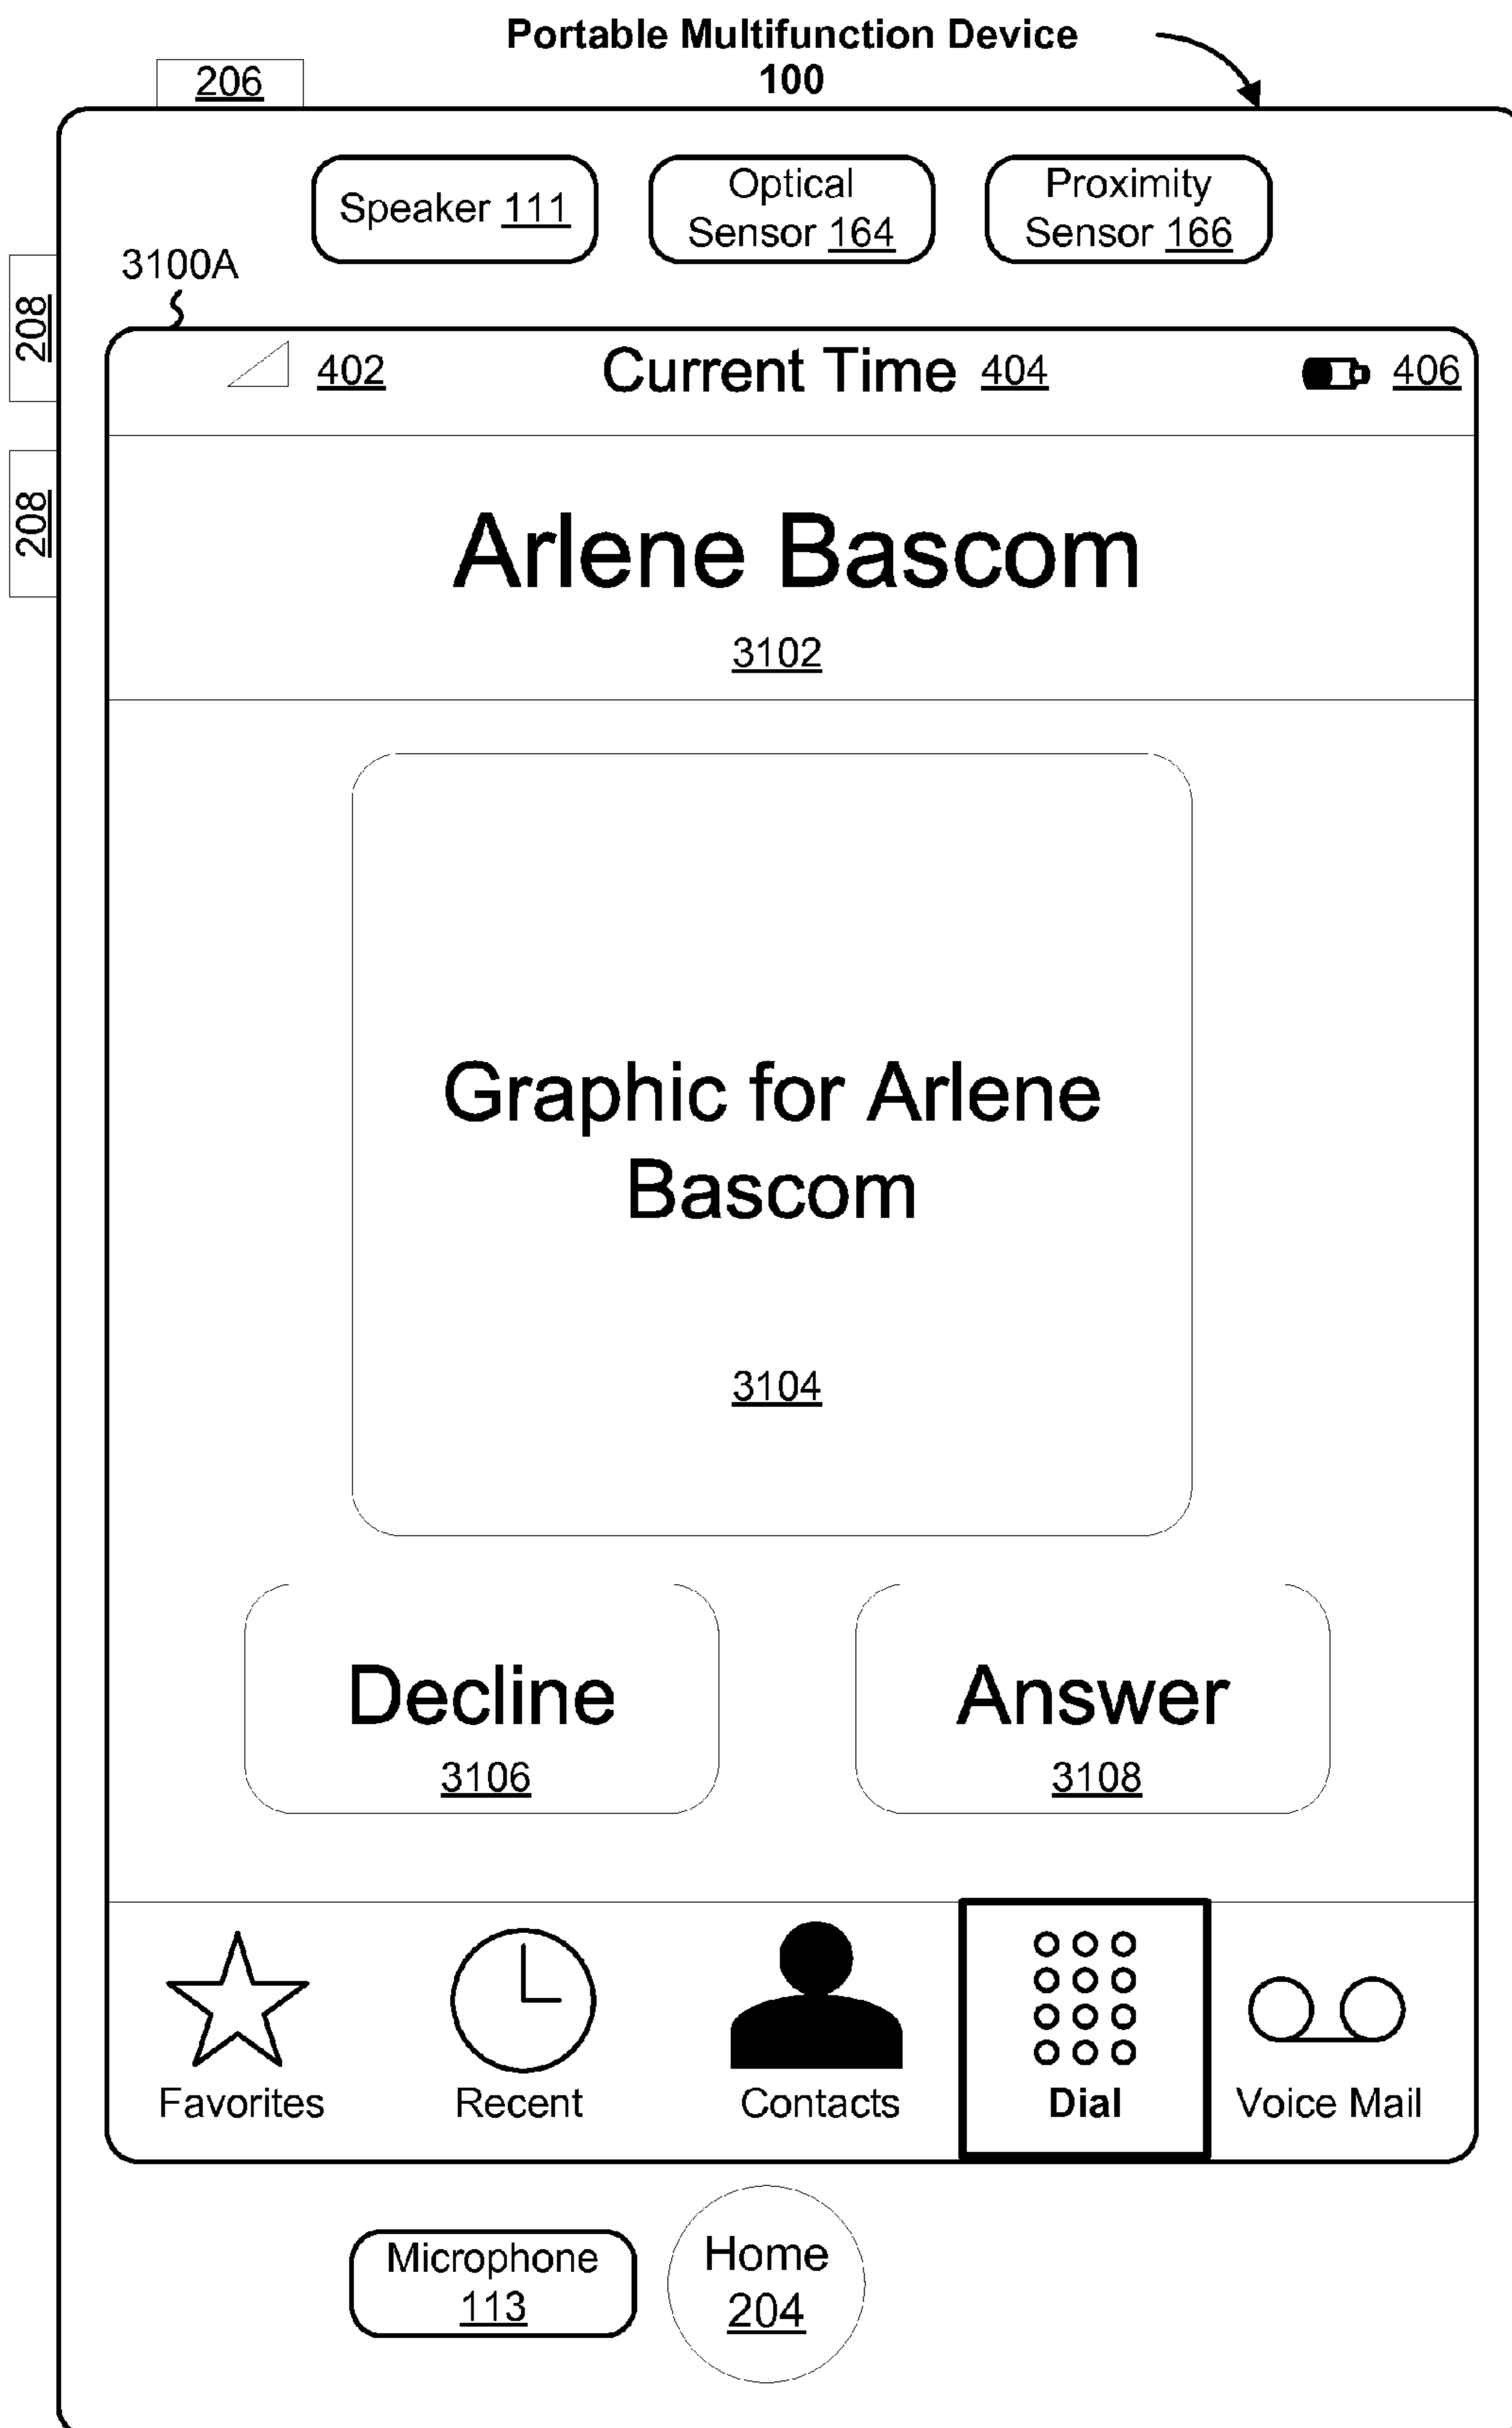 Portable Multifunction Device
100
206
Speaker 111
Optical
Sensor 164
Proximity
Sensor 166
3100A
208
208
402
Current Time 404
406
Arlene Bascom
3102
Graphic for Arlene
Bascom
3104
Decline
3106
Answer
3108
Favorites
Recent
Contacts
Dial
Voice Mail
Microphone
113
Home
204